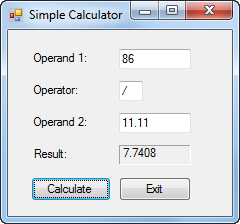 Simple Calculator
Operand 1: 86
Operator: /
Operand 2: 11.11
Result: 7.7408
Calculate Exit